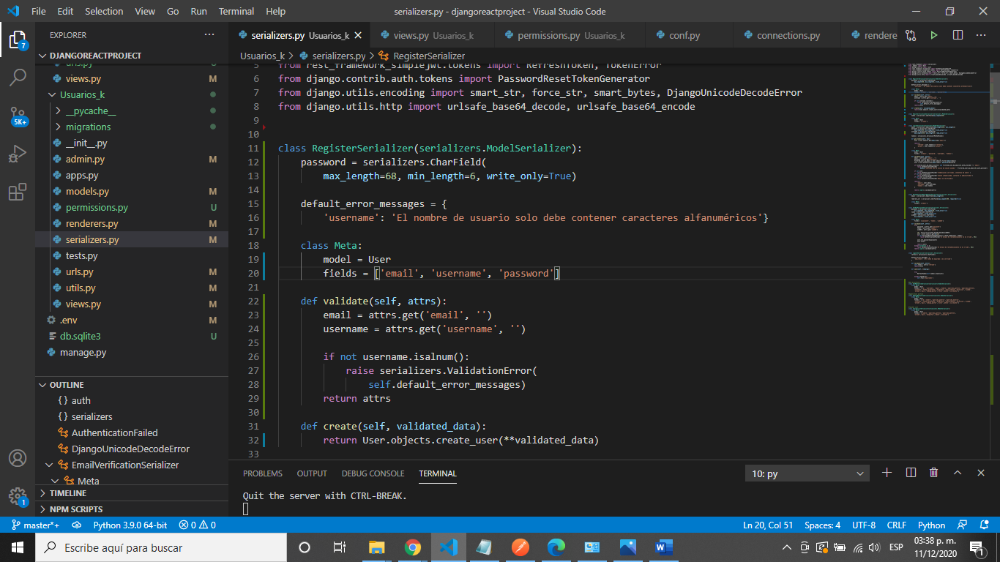 File Edit Selection View Go Run Terminal Help serializers.py - djangoreactproject - Visual Studio Code
EXPLORER
serializers.py Usuarios_k views.py Usuarios_k permissions.py Usuarios_k conf.py connections.py rendere
DJANGOREACTPROJECT
urls.py
views.py M
Usuarios_k
__pycache__
migrations
__init__.py
admin.py M
apps.py
models.py M
permissions.py U
renderers.py M
serializers.py M
tests.py
urls.py M
utils.py M
views.py M
.env M
db.sqlite3 U
manage.py
OUTLINE
{} auth
{} serializers
AuthenticationFailed
DjangoUnicodeDecodeError
EmailVerificationSerializer
Meta
TIMELINE
NPM SCRIPTS
7
5K+
1
Usuarios_k > serializers.py > RegisterSerializer
5 from rest_framework_simplejwt.tokens import RefreshToken, TokenError
6 from django.contrib.auth.tokens import PasswordResetTokenGenerator
7 from django.utils.encoding import smart_str, force_str, smart_bytes, DjangoUnicodeDecodeError
8 from django.utils.http import urlsafe_base64_decode, urlsafe_base64_encode
9
10
11 class RegisterSerializer(serializers.ModelSerializer):
12 password = serializers.CharField(
13 max_length=68, min_length=6, write_only=True)
14
15 default_error_messages = {
16 'username': 'El nombre de usuario solo debe contener caracteres alfanuméricos'}
17
18 class Meta:
19 model = User
20 fields = ['email', 'username', 'password']
21
22 def validate(self, attrs):
23 email = attrs.get('email', '')
24 username = attrs.get('username', '')
25
26 if not username.isalnum():
27 raise serializers.ValidationError(
28 self.default_error_messages)
29 return attrs
30
31 def create(self, validated_data):
32 return User.objects.create_user(**validated_data)
33
PROBLEMS OUTPUT DEBUG CONSOLE TERMINAL 10: py
Quit the server with CTRL-BREAK.
master*+ Python 3.9.0 64-bit 0 0 Ln 20, Col 51 Spaces: 4 UTF-8 CRLF Python
Escribe aquí para buscar
ESP
03:38 p. m.
11/12/2020
1